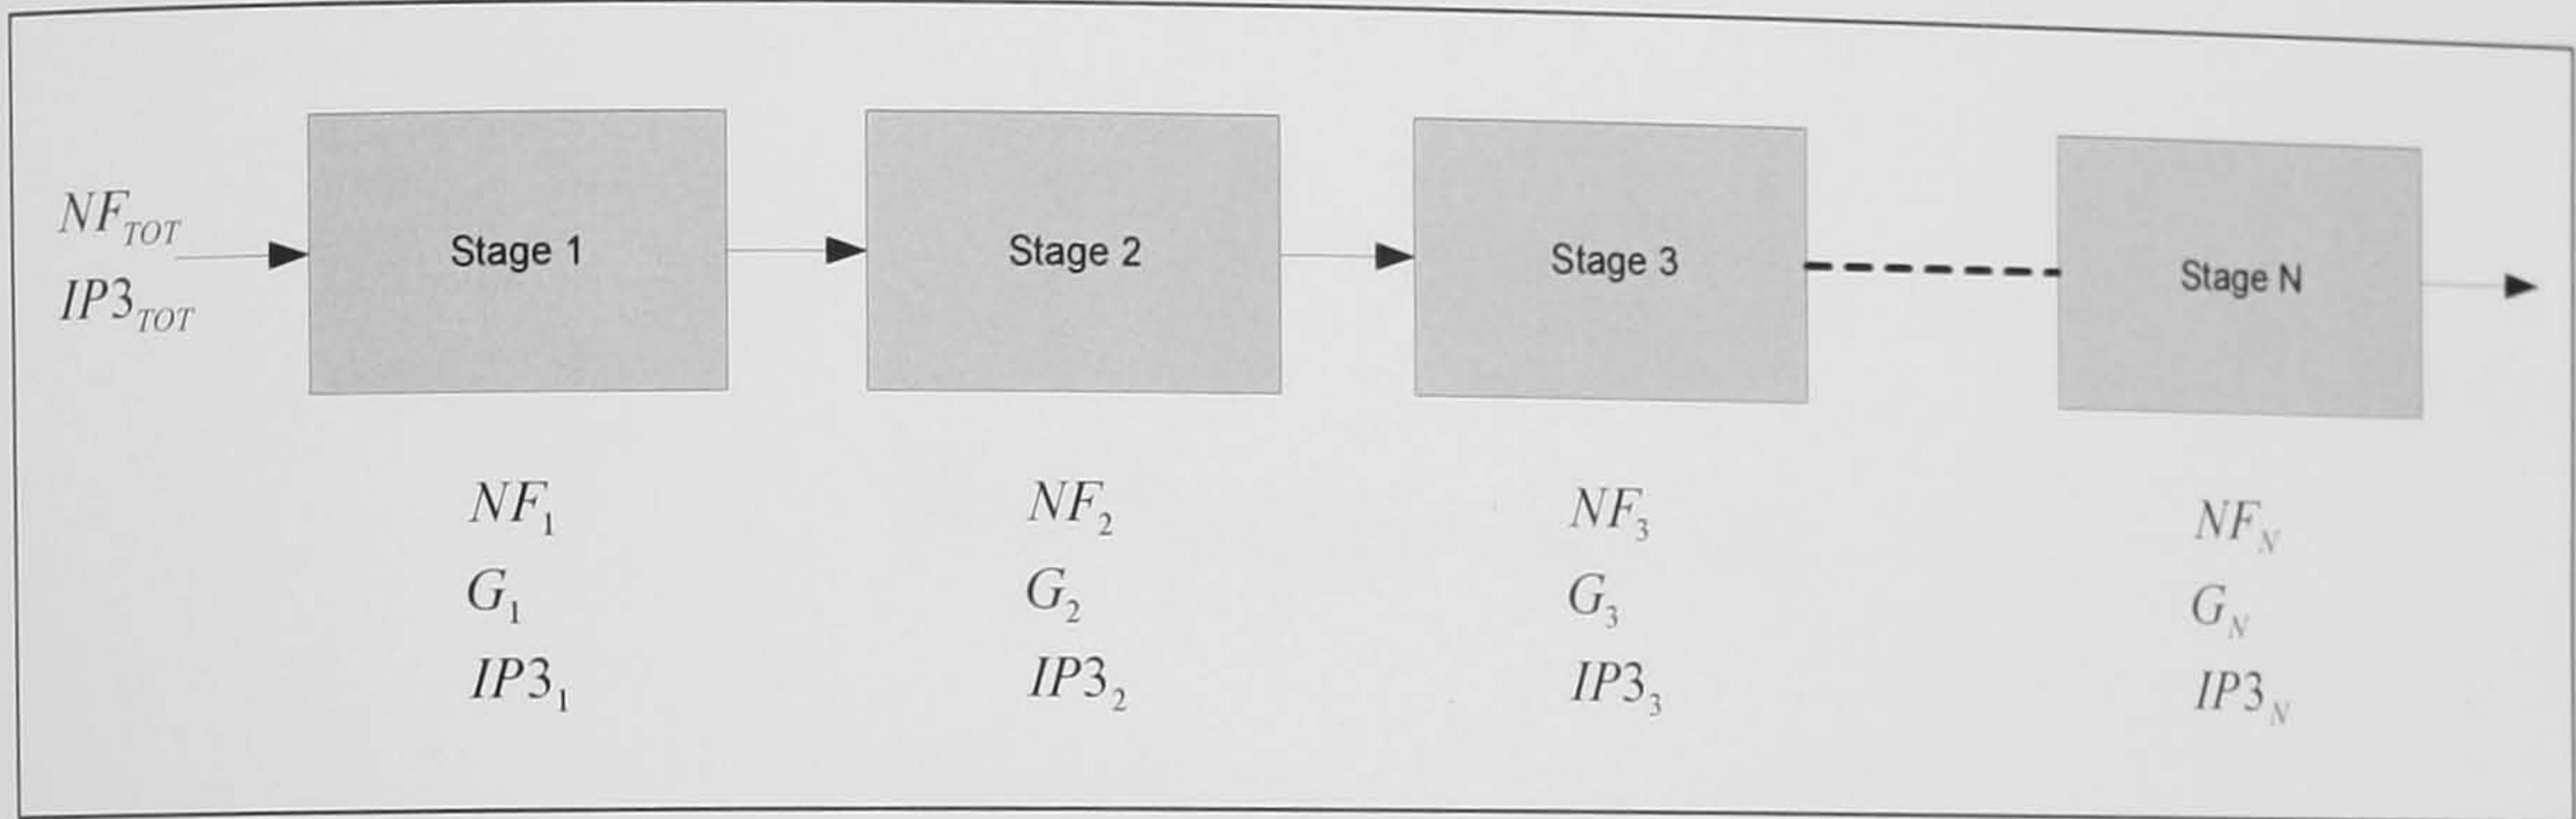 NF_TOT
IP3_TOT
Stage 1
Stage 2
Stage 3
Stage N
NF_1
NF_2
NF_3
NF_N
G_1
G_2
G_3
G_N
IP3_1
IP3_2
IP3_3
IP3_N